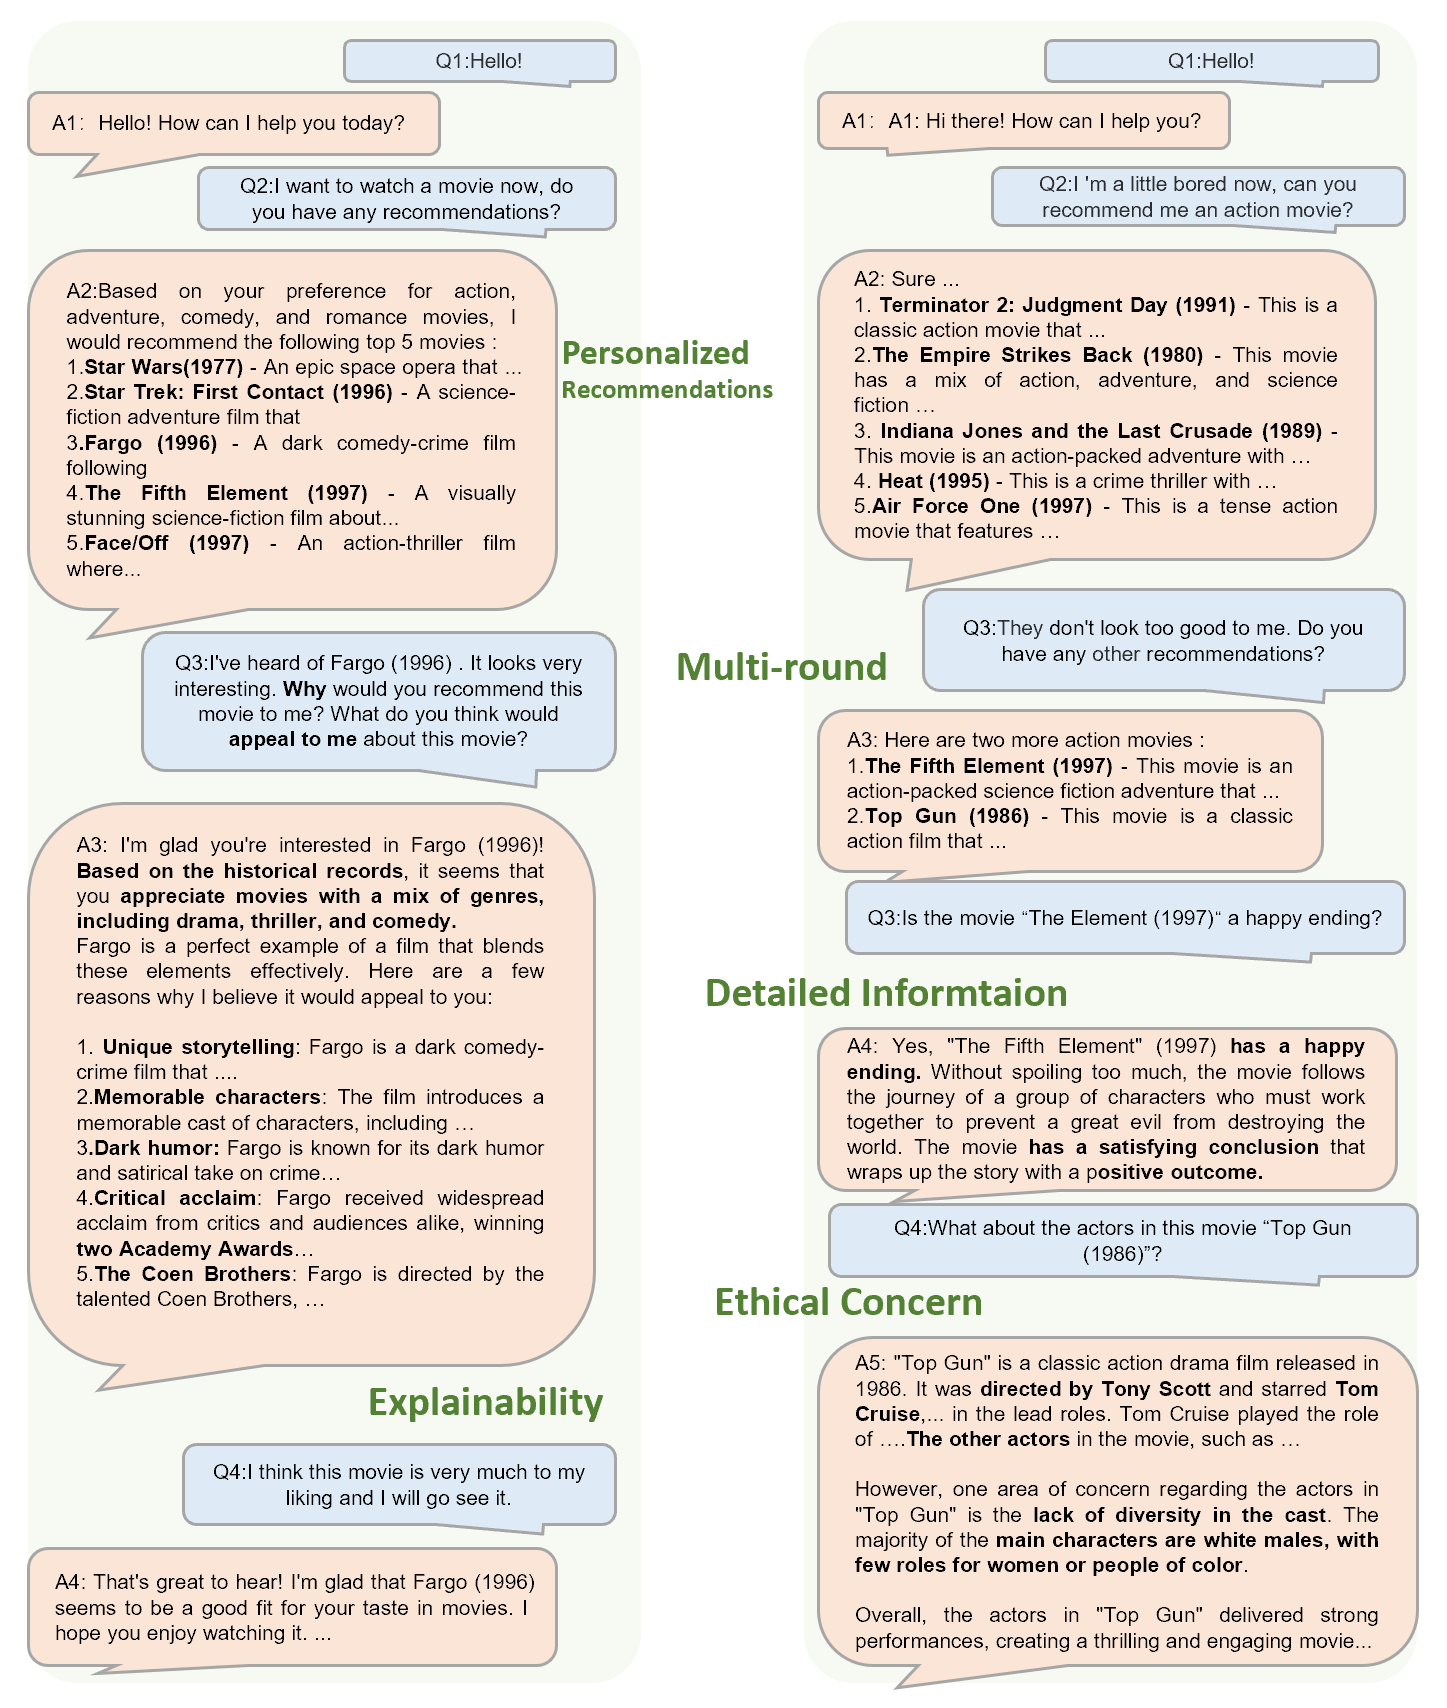 Q1:Hello!
A1: Hello! How can I help you today?
Q2:I want to watch a movie now, do
you have any recommendations?
A2:Based on your preference for action,
adventure, comedy, and romance movies, I
would recommend the following top 5 movies :
1.Star Wars(1977) - An epic space opera that ...
2.Star Trek: First Contact (1996) - A science-
fiction adventure film that
3.Fargo (1996) - A dark comedy-crime film
following
4.The Fifth Element (1997) - A visually
stunning science-fiction film about...
5.Face/Off (1997) - An action-thriller film
where...
Personalized
Recommendations
Q3:I've heard of Fargo (1996) . It looks very
interesting. Why would you recommend this
movie to me? What do you think would
appeal to me about this movie?
A3: I'm glad you're interested in Fargo (1996)!
Based on the historical records, it seems that
you appreciate movies with a mix of genres,
including drama, thriller, and comedy.
Fargo is a perfect example of a film that blends
these elements effectively. Here are a few
reasons why I believe it would appeal to you:
1. Unique storytelling: Fargo is a dark comedy-
crime film that ....
2.Memorable characters: The film introduces a
memorable cast of characters, including …
3.Dark humor: Fargo is known for its dark humor
and satirical take on crime…
4.Critical acclaim: Fargo received widespread
acclaim from critics and audiences alike, winning
two Academy Awards…
5.The Coen Brothers: Fargo is directed by the
talented Coen Brothers, …
Explainability
Q4:I think this movie is very much to my
liking and I will go see it.
A4: That's great to hear! I'm glad that Fargo (1996)
seems to be a good fit for your taste in movies. I
hope you enjoy watching it. ...
Q1:Hello!
A1: A1: Hi there! How can I help you?
Q2:I 'm a little bored now, can you
recommend me an action movie?
A2: Sure ...
1. Terminator 2: Judgment Day (1991) - This is a
classic action movie that ...
2.The Empire Strikes Back (1980) - This movie
has a mix of action, adventure, and science
fiction …
3. Indiana Jones and the Last Crusade (1989) -
This movie is an action-packed adventure with …
4. Heat (1995) - This is a crime thriller with …
5.Air Force One (1997) - This is a tense action
movie that features …
Q3:They don't look too good to me. Do you
have any other recommendations?
Multi-round
A3: Here are two more action movies :
1.The Fifth Element (1997) - This movie is an
action-packed science fiction adventure that ...
2.Top Gun (1986) - This movie is a classic
action film that ...
Q3:Is the movie “The Element (1997)“ a happy ending?
Detailed Informtaion
A4: Yes, "The Fifth Element" (1997) has a happy
ending. Without spoiling too much, the movie follows
the journey of a group of characters who must work
together to prevent a great evil from destroying the
world. The movie has a satisfying conclusion that
wraps up the story with a positive outcome.
Q4:What about the actors in this movie “Top Gun
(1986)”?
Ethical Concern
A5: "Top Gun" is a classic action drama film released in
1986. It was directed by Tony Scott and starred Tom
Cruise,... in the lead roles. Tom Cruise played the role
of ….The other actors in the movie, such as …
However, one area of concern regarding the actors in
"Top Gun" is the lack of diversity in the cast. The
majority of the main characters are white males, with
few roles for women or people of color.
Overall, the actors in "Top Gun" delivered strong
performances, creating a thrilling and engaging movie...